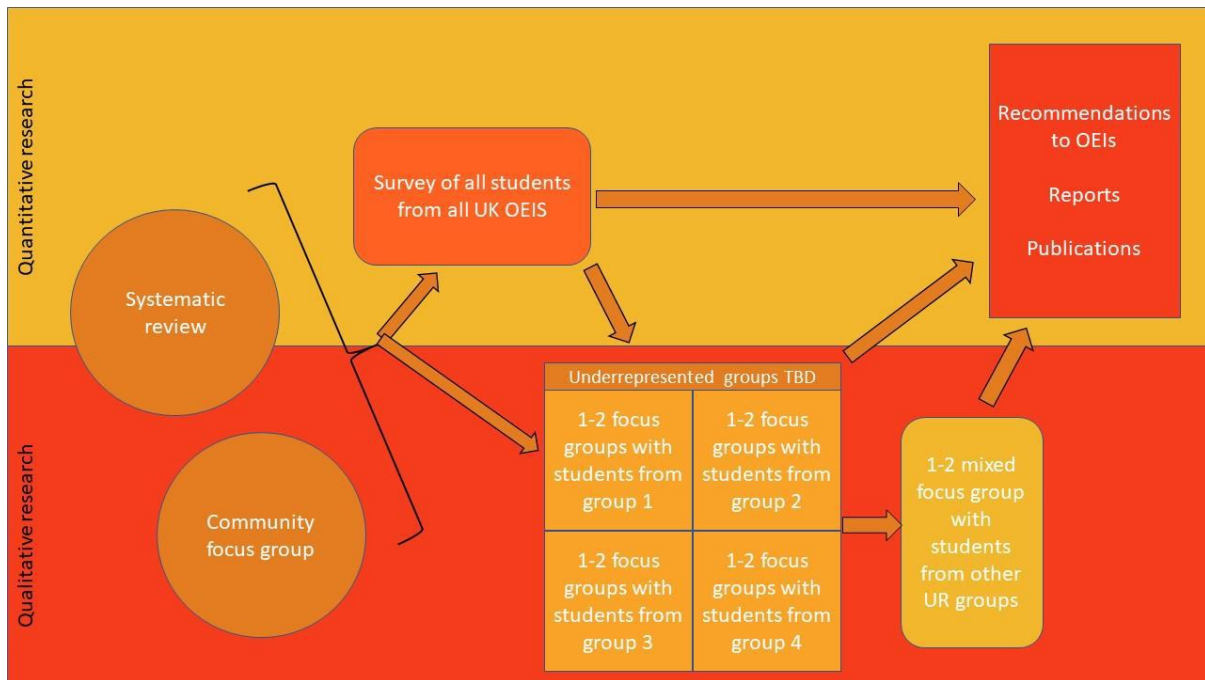 Quantitative research
Qualitative research
Systematic
review
Community
focus group
Survey of all students
from all UK OEIS
Underrepresented groups TBD
1-2 focus
groups with
students from
group 1
1-2 focus
groups with
students from
group 2
1-2 focus
groups with
students from
group 3
1-2 focus
groups with
students from
group 4
1-2 mixed
focus group
with
students
from other
UR groups
Recommendations
to OEIs
Reports
Publications